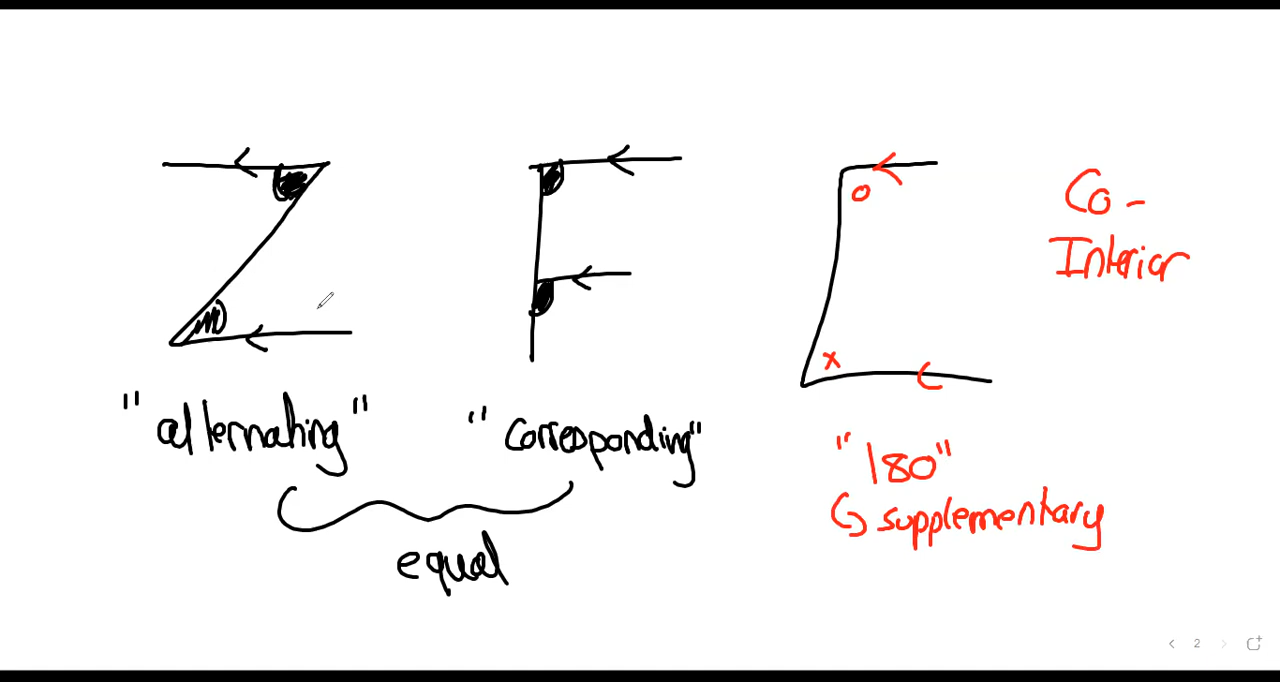 "alternating"
"corresponding"
equal
o
x
"180"
supplementary
Co-
Interior
2